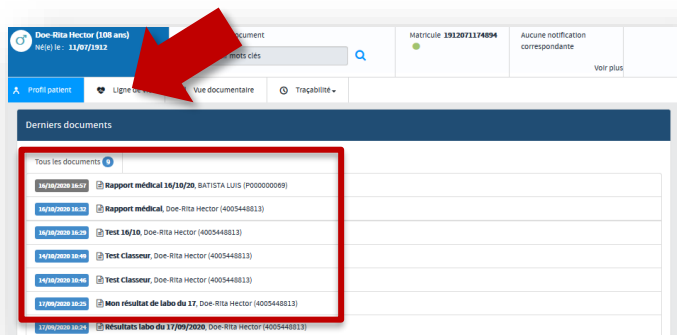 Doe-Rita Hector (108 ans)
Né(e) le : 11/07/1912
ocument
mots clés
Matricule 1912071174894
Aucune notification
correspondante
Voir plus
Profil patient
Ligne de
Vue documentaire
Traçabilité
Derniers documents
Tous les documents 9
16/10/2020 16:57 Rapport médical 16/10/20, BATISTA LUIS (P000000069)
16/10/2020 16:32 Rapport médical, Doe-Rita Hector (4005448813)
16/10/2020 16:29 Test 16/10, Doe-Rita Hector (4005448813)
14/10/2020 10:49 Test Classeur, Doe-Rita Hector (4005448813)
14/10/2020 10:46 Test Classeur, Doe-Rita Hector (4005448813)
17/09/2020 10:25 Mon résultat de labo du 17, Doe-Rita Hector (4005448813)
17/09/2020 10:24 Résultats labo du 17/09/2020, Doe-Rita Hector (4005448813)